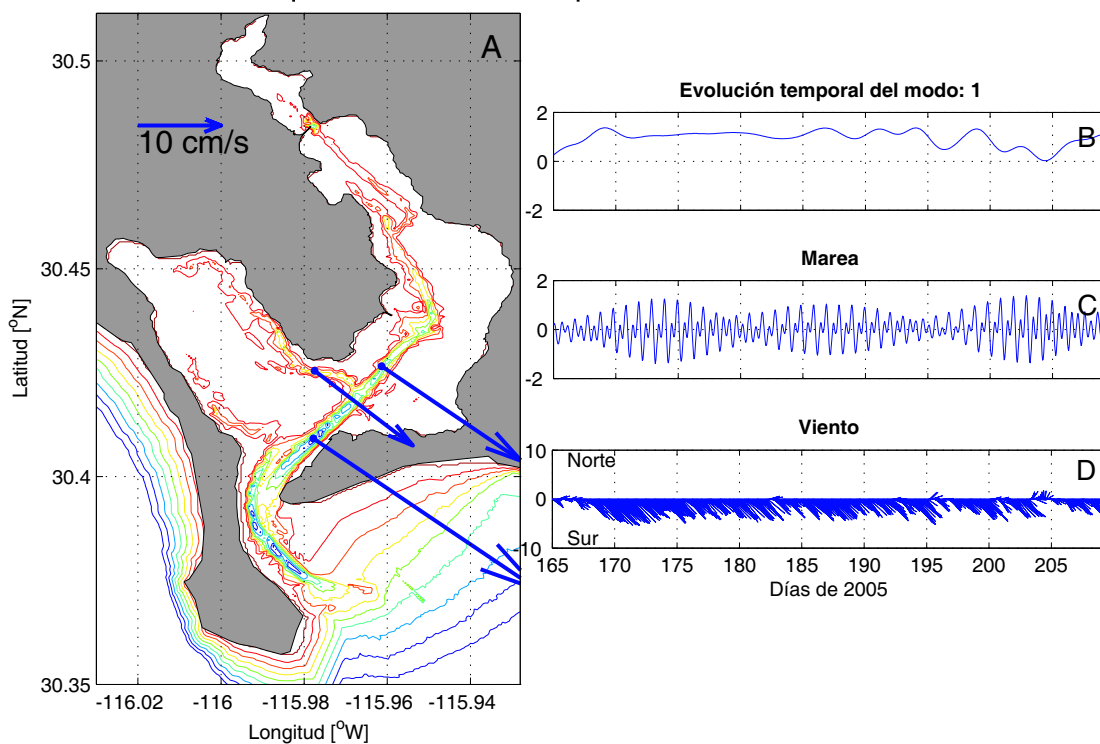 A
30.5
10 cm/s
30.45
Latitud [°N]
30.4
30.35
-116.02 -116 -115.98 -115.96 -115.94
Longitud [°W]
Evolución temporal del modo: 1
2
B
0
-2
Marea
2
C
0
-2
Viento
10
Norte
D
0
Sur
-10
165 170 175 180 185 190 195 200 205
Días de 2005